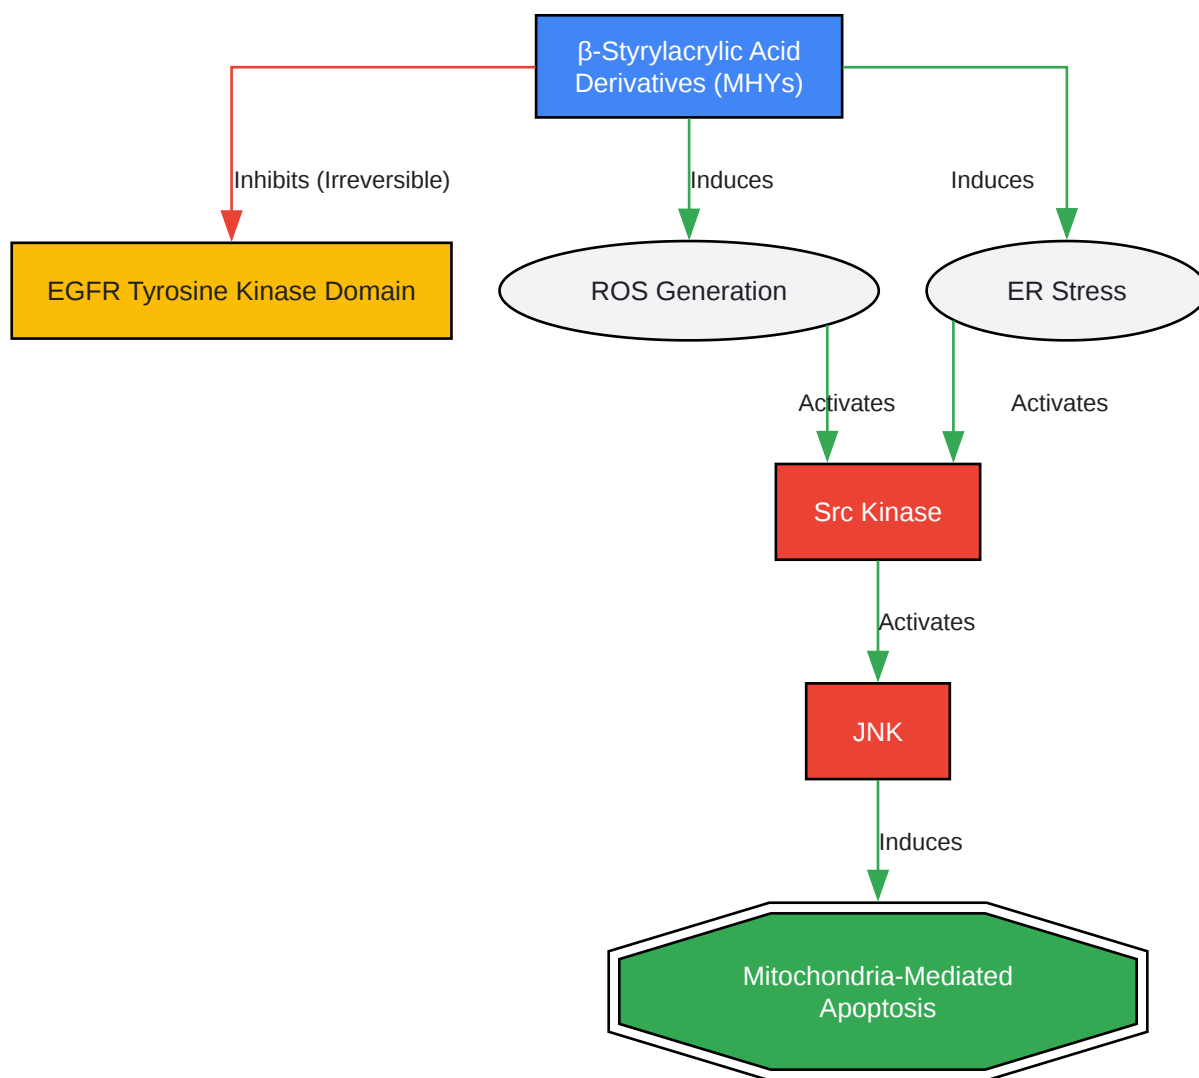 β-Styrylacrylic Acid
Derivatives (MHYs)
Inhibits (Irreversible)
Induces
Induces
EGFR Tyrosine Kinase Domain
ROS Generation
ER Stress
Activates
Activates
Src Kinase
Activates
JNK
Induces
Mitochondria-Mediated
Apoptosis